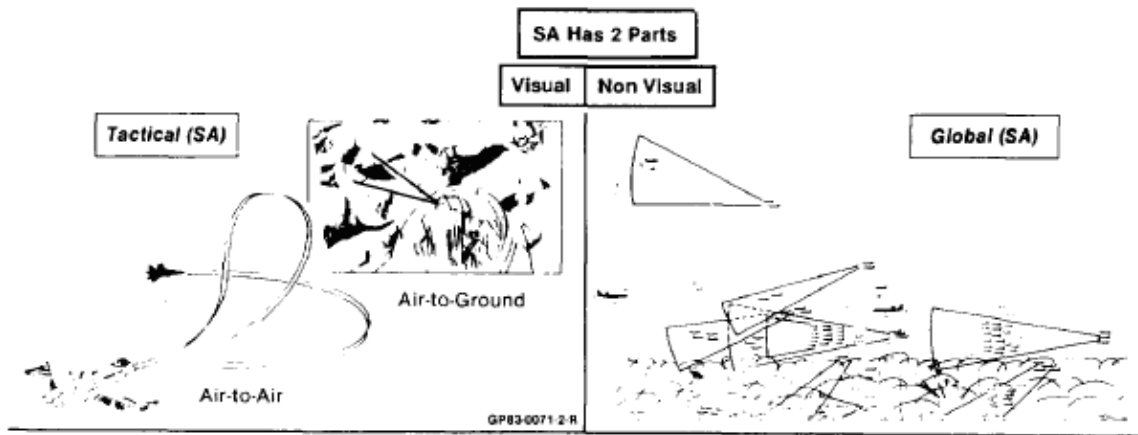 SA Has 2 Parts
Visual
Non Visual
Tactical (SA)
Global (SA)
Air-to-Ground
Air-to-Air
GP83-0071-2-R